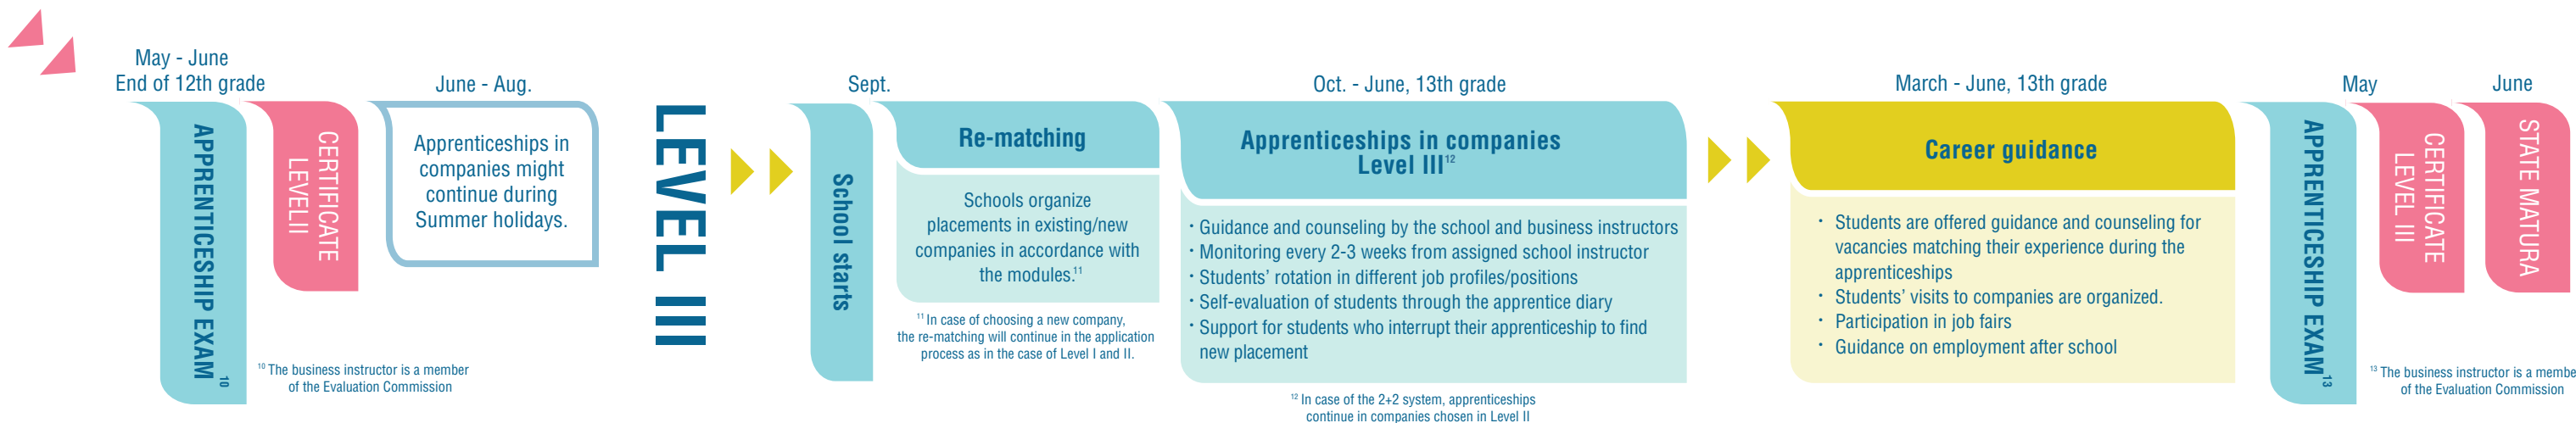 May - June
End of 12th grade
APPRENTICESHIP EXAM 10
CERTIFICATE
LEVEL II
10 The business instructor is a member
of the Evaluation Commission
June - Aug.
Apprenticeships in
companies might
continue during
Summer holidays.
LEVEL III
Sept.
School starts
Re-matching
Schools organize
placements in existing/new
companies in accordance with
the modules.11
11 In case of choosing a new company,
the re-matching will continue in the application
process as in the case of Level I and II.
Oct. - June, 13th grade
Apprenticeships in companies
Level III12
· Guidance and counseling by the school and business instructors
· Monitoring every 2-3 weeks from assigned school instructor
· Students' rotation in different job profiles/positions
· Self-evaluation of students through the apprentice diary
· Support for students who interrupt their apprenticeship to find
new placement
12 In case of the 2+2 system, apprenticeships
continue in companies chosen in Level II
March - June, 13th grade
Career guidance
· Students are offered guidance and counseling for
vacancies matching their experience during the
apprenticeships
· Students' visits to companies are organized.
· Participation in job fairs
· Guidance on employment after school
May
APPRENTICESHIP EXAM 13
CERTIFICATE
LEVEL III
June
STATE MATURA
13 The business instructor is a membe
of the Evaluation Commission